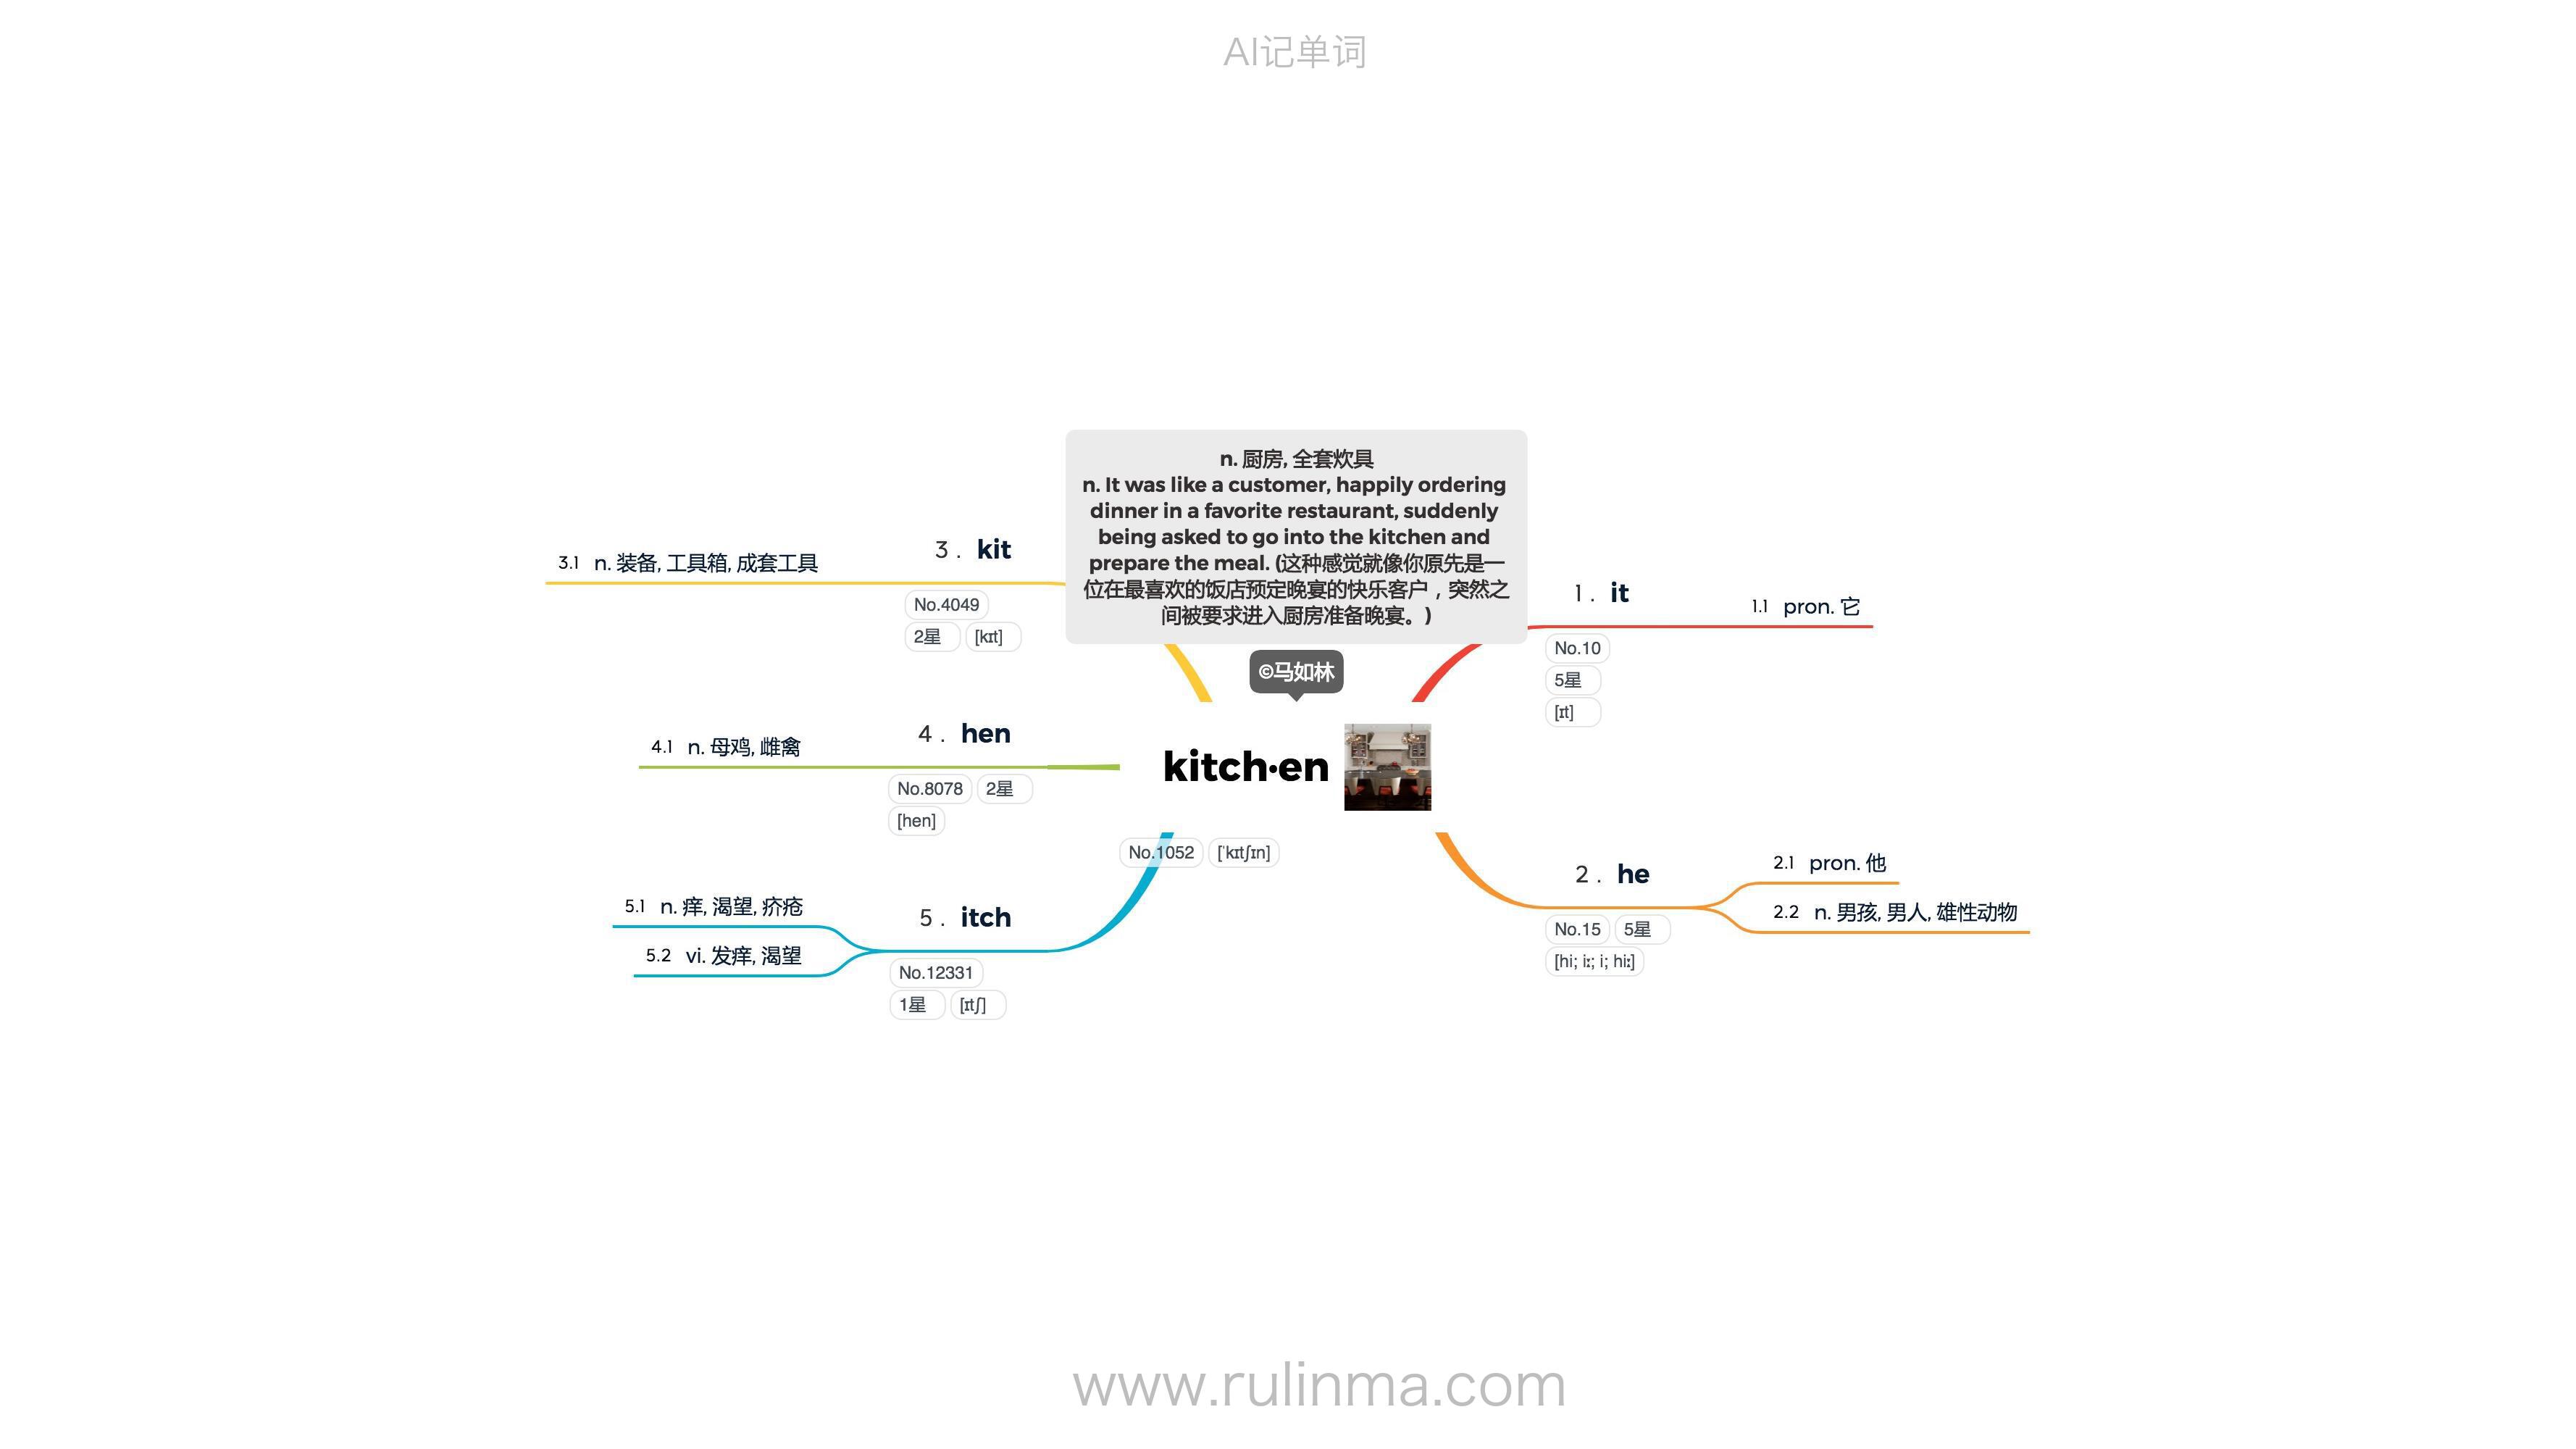 AI记单词
n. 厨房, 全套炊具
n. It was like a customer, happily ordering
dinner in a favorite restaurant, suddenly
being asked to go into the kitchen and
prepare the meal. (这种感觉就像你原先是一
位在最喜欢的饭店预定晚宴的快乐客户，突然之
间被要求进入厨房准备晚宴。)
©马如林
kitch·en
No.1052 [ˈkɪtʃɪn]
1. it
1.1 pron. 它
No.10
5星
[ɪt]
2. he
2.1 pron. 他
2.2 n. 男孩, 男人, 雄性动物
No.15 5星
[hi; iː; i; hiː]
3. kit
3.1 n. 装备, 工具箱, 成套工具
No.4049
2星 [kɪt]
4. hen
4.1 n. 母鸡, 雌禽
No.8078 2星
[hen]
5. itch
5.1 n. 痒, 渴望, 疥疮
5.2 vi. 发痒, 渴望
No.12331
1星 [ɪtʃ]
www.rulinma.com